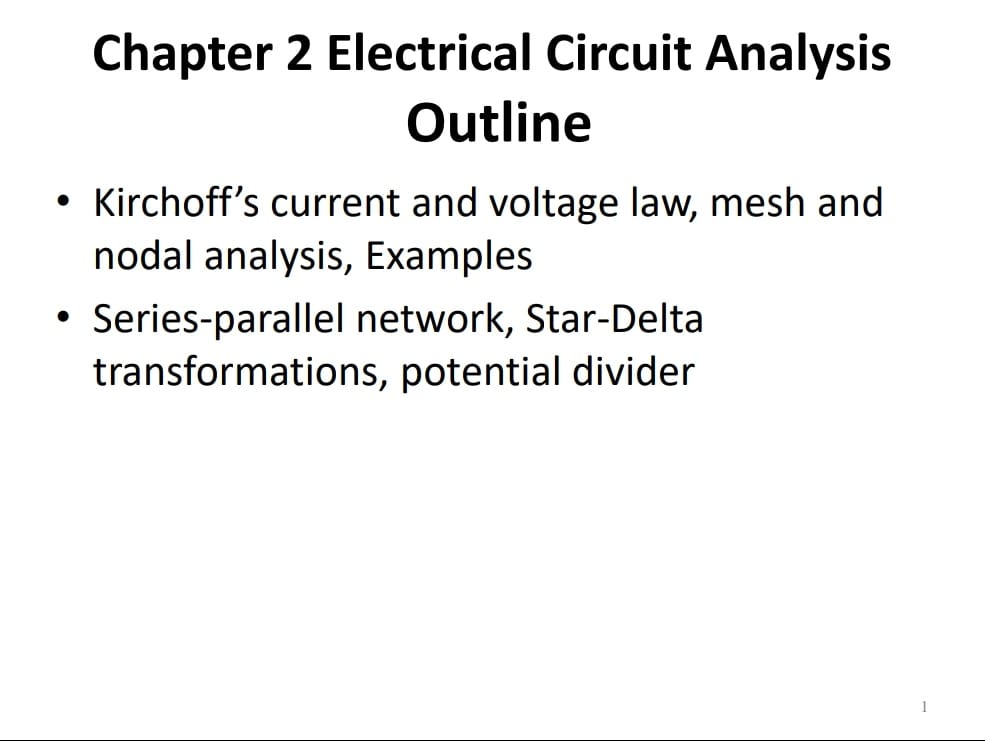 Chapter 2 Electrical Circuit Analysis
Outline
• Kirchoff’s current and voltage law, mesh and
nodal analysis, Examples
• Series-parallel network, Star-Delta
transformations, potential divider
1